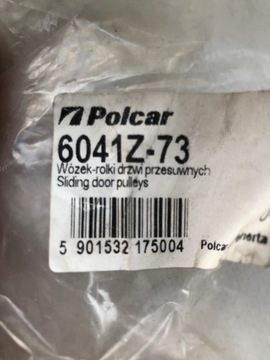 Polcar
6041Z-73
Wózek-rolki drzwi przesuwnych
Sliding door pulleys
5 901532 175004
Polca